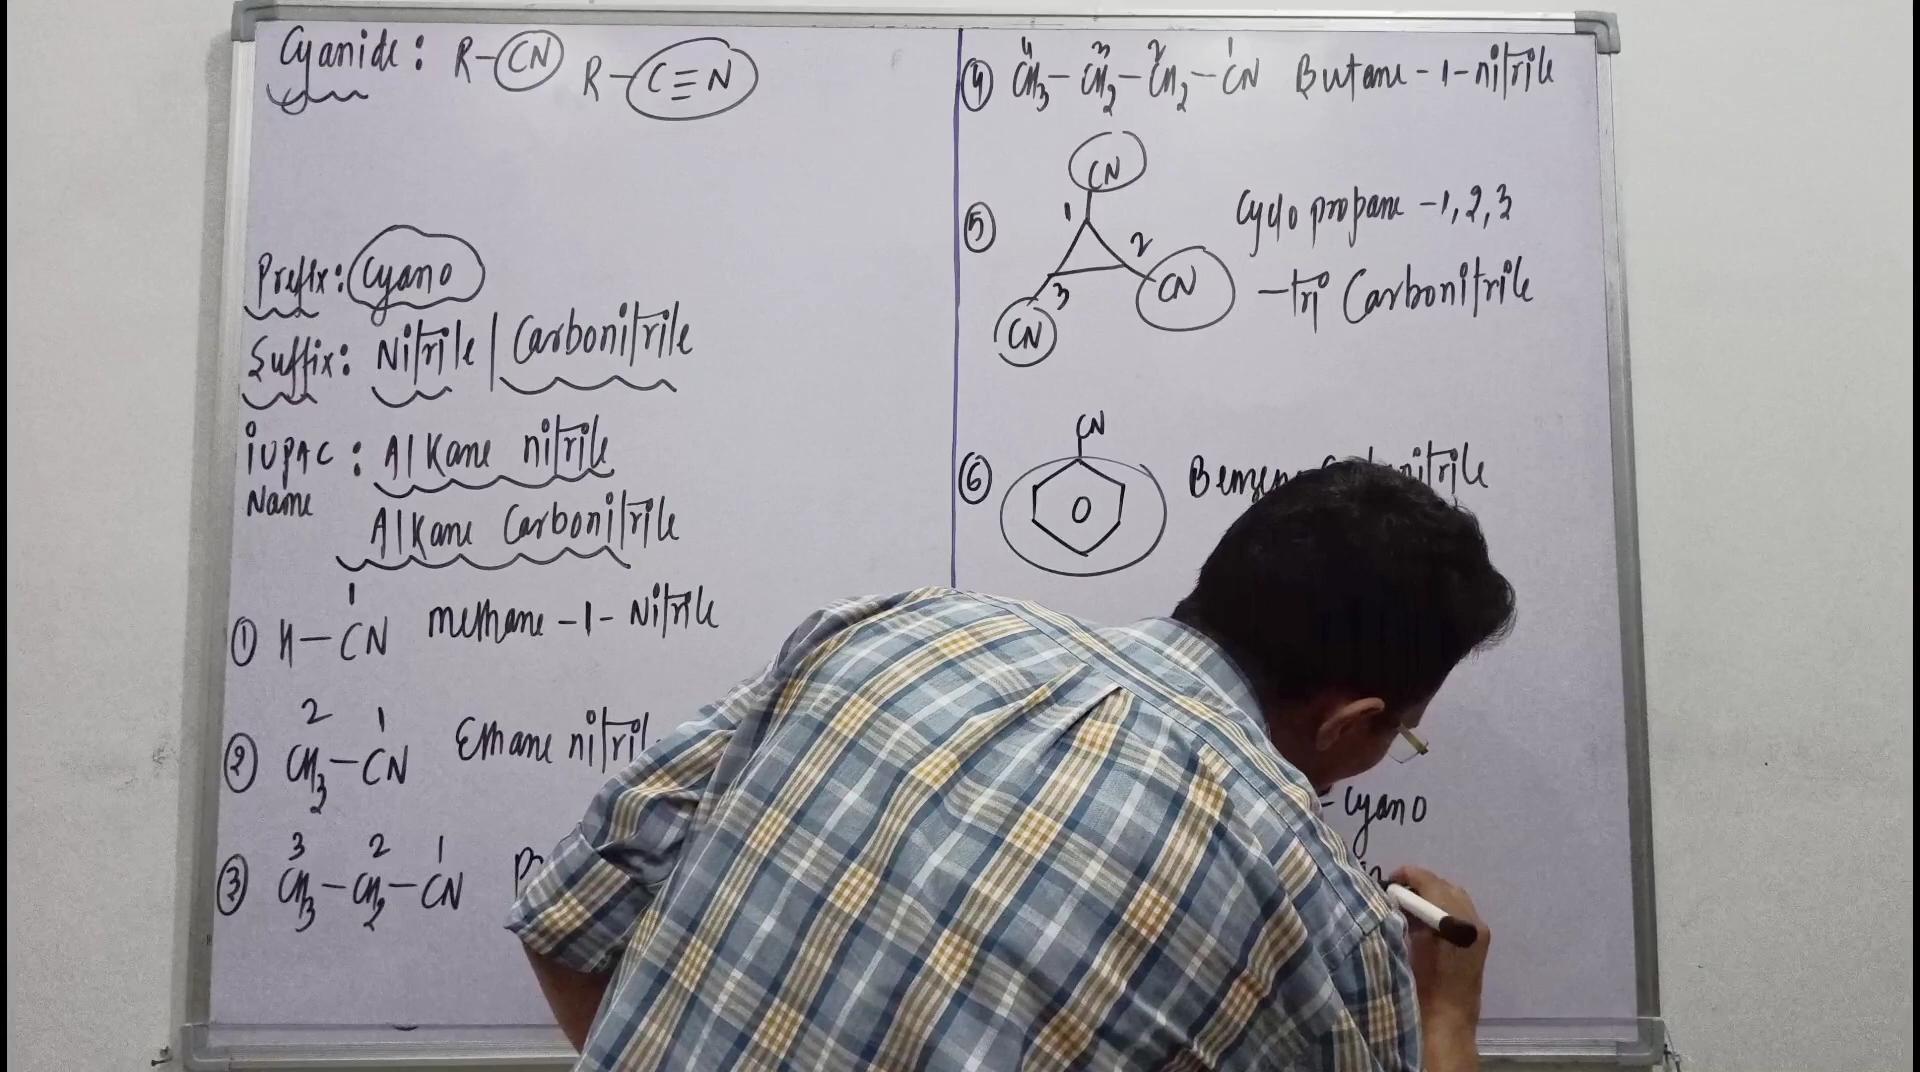 Cyanide: R-CN R-C≡N
Prefix: Cyano
Suffix: Nitrile | Carbonitrile
IUPAC Name : Alkane nitrile
Alkane Carbonitrile
1
① H-CN methane-1-Nitrile
2 1
② CH3-CN Ethane
3 2 1
③ CH3-CH2-CN
4 3 2 1
④ CH3-CH2-CH2-CN Butane-1-nitrile
CN
⑤ 1 2 3 Cyclo propane -1,2,3
CN CN -tri Carbonitrile
CN
⑥
- Cyano